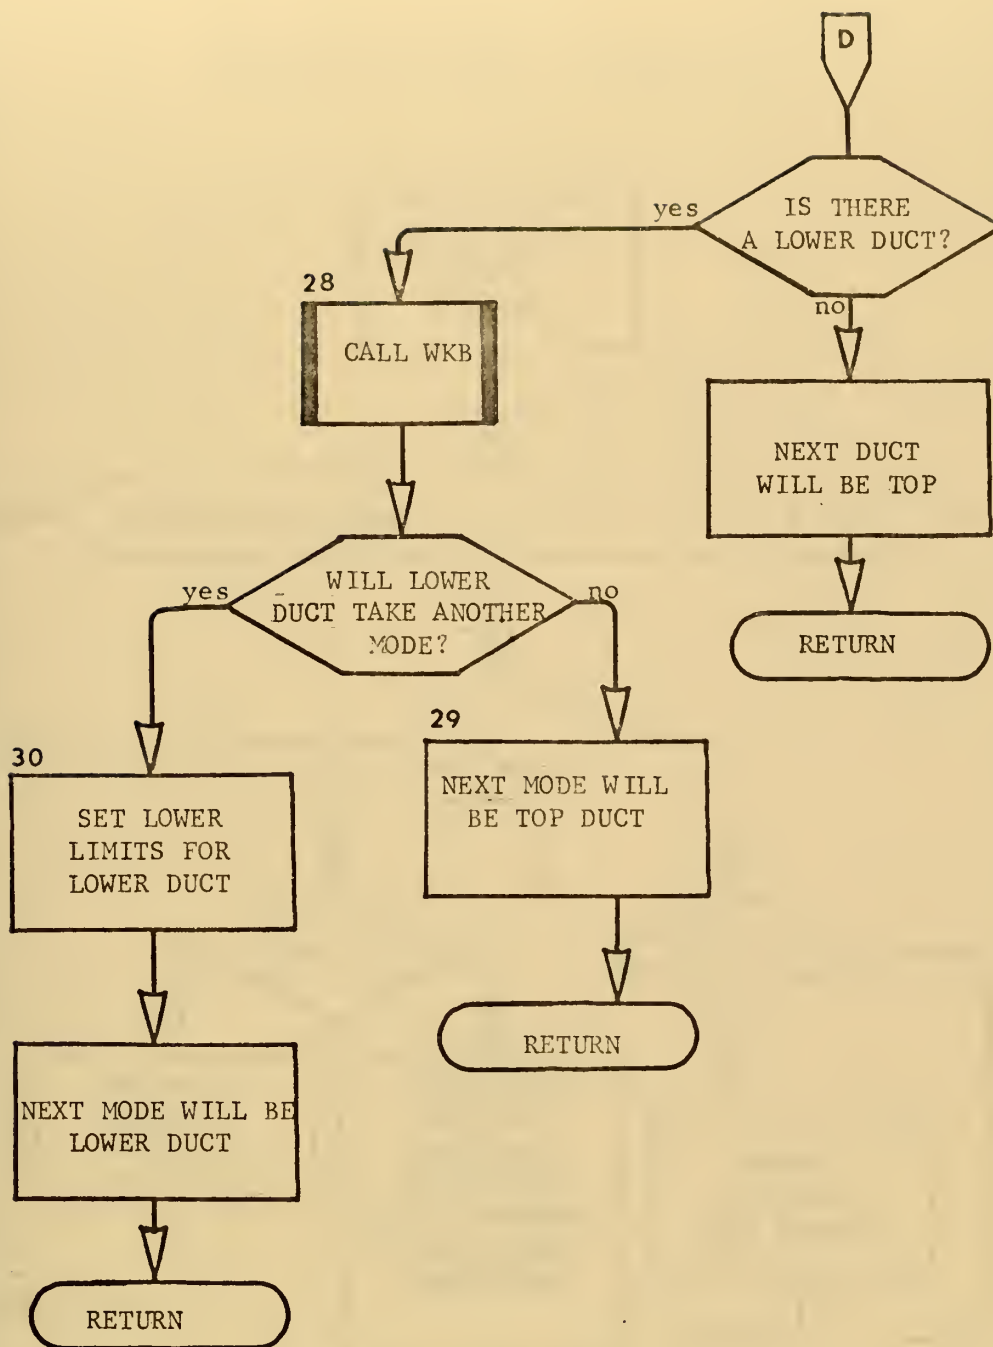 D
IS THERE
A LOWER DUCT?
yes
no
28
CALL WKB
NEXT DUCT
WILL BE TOP
RETURN
WILL LOWER
DUCT TAKE ANOTHER
MODE?
yes
no
29
NEXT MODE WILL
BE TOP DUCT
RETURN
30
SET LOWER
LIMITS FOR
LOWER DUCT
NEXT MODE WILL BE
LOWER DUCT
RETURN